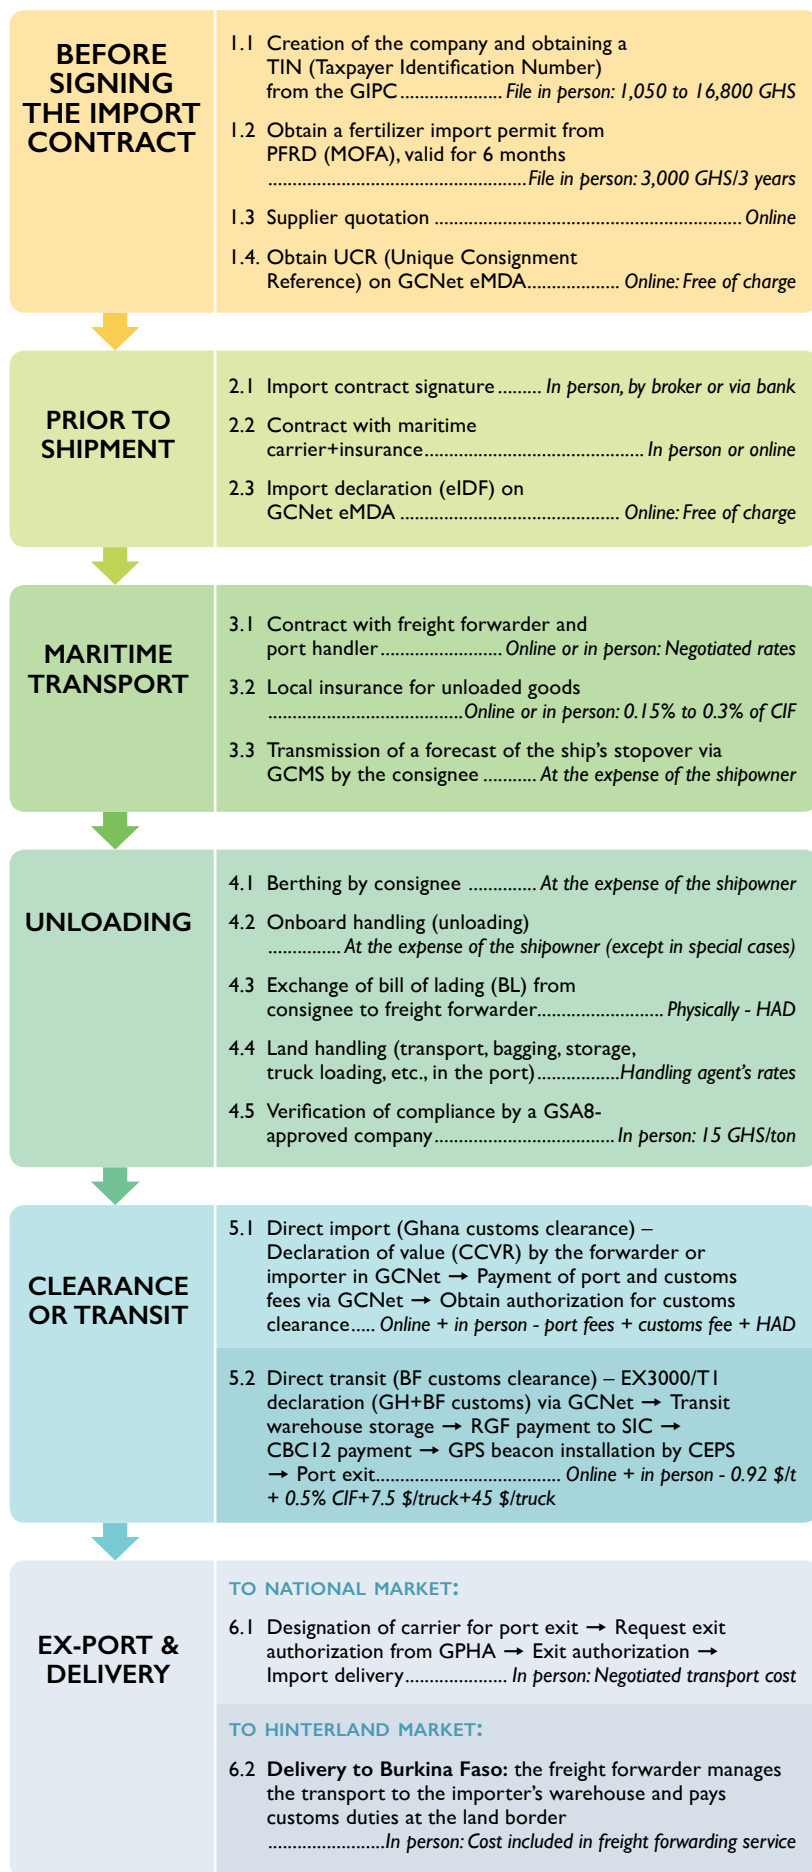 BEFORE
SIGNING
THE IMPORT
CONTRACT
1.1 Creation of the company and obtaining a
TIN (Taxpayer Identification Number)
from the GIPC..................... File in person: 1,050 to 16,800 GHS
1.2 Obtain a fertilizer import permit from
PFRD (MOFA), valid for 6 months
.....................................................File in person: 3,000 GHS/3 years
1.3 Supplier quotation ............................................................... Online
1.4. Obtain UCR (Unique Consignment
Reference) on GCNet eMDA................... Online: Free of charge
PRIOR TO
SHIPMENT
2.1 Import contract signature ......... In person, by broker or via bank
2.2 Contract with maritime
carrier+insurance............................................. In person or online
2.3 Import declaration (eIDF) on
GCNet eMDA ............................................. Online: Free of charge
MARITIME
TRANSPORT
3.1 Contract with freight forwarder and
port handler......................... Online or in person: Negotiated rates
3.2 Local insurance for unloaded goods
........................................Online or in person: 0.15% to 0.3% of CIF
3.3 Transmission of a forecast of the ship's stopover via
GCMS by the consignee ........... At the expense of the shipowner
UNLOADING
4.1 Berthing by consignee .............. At the expense of the shipowner
4.2 Onboard handling (unloading)
............... At the expense of the shipowner (except in special cases)
4.3 Exchange of bill of lading (BL) from
consignee to freight forwarder.......................... Physically - HAD
4.4 Land handling (transport, bagging, storage,
truck loading, etc., in the port).................Handling agent's rates
4.5 Verification of compliance by a GSA8-
approved company..................................... In person: 15 GHS/ton
CLEARANCE
OR TRANSIT
5.1 Direct import (Ghana customs clearance) –
Declaration of value (CCVR) by the forwarder or
importer in GCNet → Payment of port and customs
fees via GCNet → Obtain authorization for customs
clearance..... Online + in person - port fees + customs fee + HAD
5.2 Direct transit (BF customs clearance) – EX3000/T1
declaration (GH+BF customs) via GCNet → Transit
warehouse storage → RGF payment to SIC →
CBC12 payment → GPS beacon installation by CEPS
→ Port exit...................................... Online + in person - 0.92 $/t
+ 0.5% CIF+7.5 $/truck+45 $/truck
EX-PORT &
DELIVERY
TO NATIONAL MARKET:
6.1 Designation of carrier for port exit → Request exit
authorization from GPHA → Exit authorization →
Import delivery..................... In person: Negotiated transport cost
TO HINTERLAND MARKET:
6.2 Delivery to Burkina Faso: the freight forwarder manages
the transport to the importer's warehouse and pays
customs duties at the land border
........................In person: Cost included in freight forwarding service